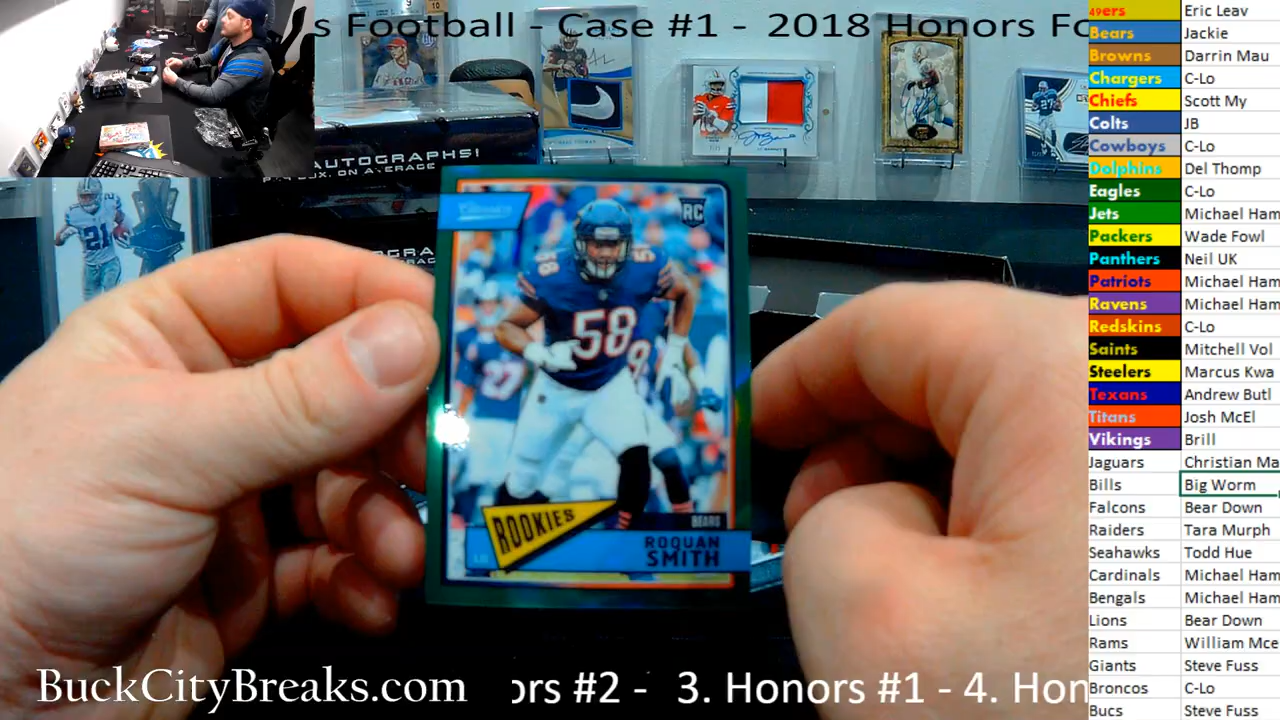 s Football - Case #1 - 2018 Honors Fo
AUTOGRAPHS!
RC
58
58
27
21
ROOKIES
BEARS
ROQUAN
SMITH
BuckCityBreaks.com
ors #2 - 3. Honors #1 - 4. Hon
49ers Eric Leav
Bears Jackie
Browns Darrin Mau
Chargers C-Lo
Chiefs Scott My
Colts JB
Cowboys C-Lo
Dolphins Del Thomp
Eagles C-Lo
Jets Michael Ham
Packers Wade Fowl
Panthers Neil UK
Patriots Michael Ham
Ravens Michael Ham
Redskins C-Lo
Saints Mitchell Vol
Steelers Marcus Kwa
Texans Andrew Butl
Titans Josh McEl
Vikings Brill
Jaguars Christian Ma
Bills Big Worm
Falcons Bear Down
Raiders Tara Murph
Seahawks Todd Hue
Cardinals Michael Ham
Bengals Michael Ham
Lions Bear Down
Rams William Mce
Giants Steve Fuss
Broncos C-Lo
Bucs Steve Fuss